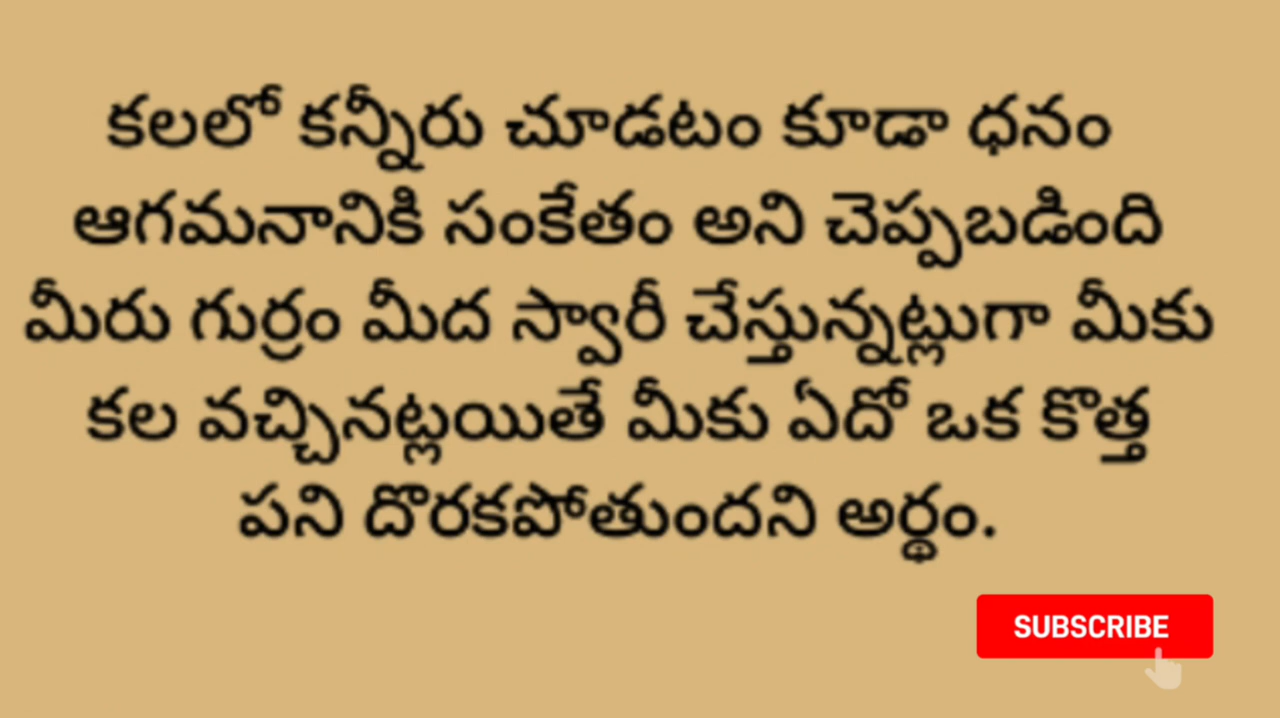 కలలో కన్నీరు చూడటం కూడా ధనం
ఆగమనానికి సంకేతం అని చెప్పబడింది
మీరు గుర్రం మీద స్వారీ చేస్తున్నట్లుగా మీకు
కల వచ్చినట్లయితే మీకు ఏదో ఒక కొత్త
పని దొరకపోతుందని అర్థం.
SUBSCRIBE